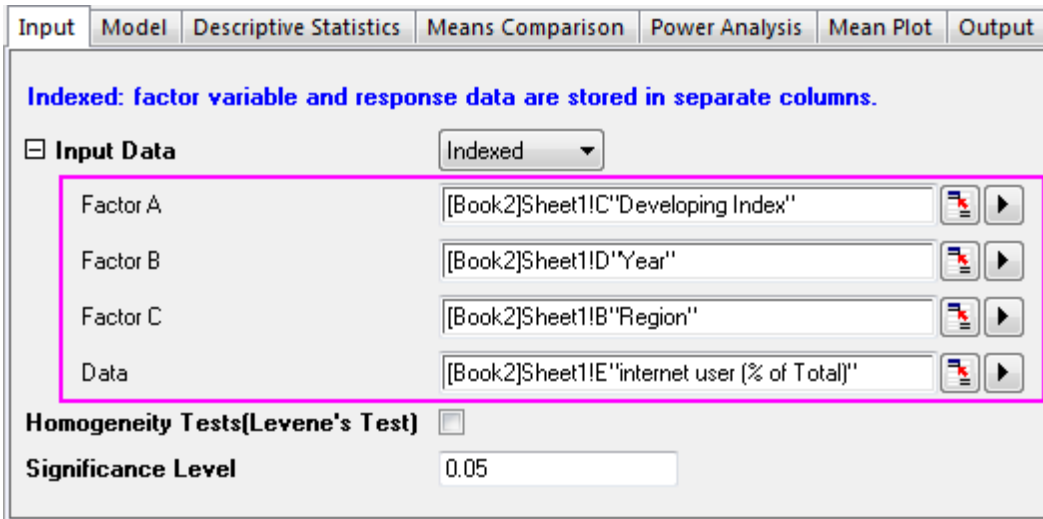 Input Model Descriptive Statistics Means Comparison Power Analysis Mean Plot Output
Indexed: factor variable and response data are stored in separate columns.
Input Data Indexed
Factor A [Book2]Sheet1!C"Developing Index"
Factor B [Book2]Sheet1!D"Year"
Factor C [Book2]Sheet1!B"Region"
Data [Book2]Sheet1!E"internet user (% of Total)"
Homogeneity Tests(Levene's Test)
Significance Level 0.05